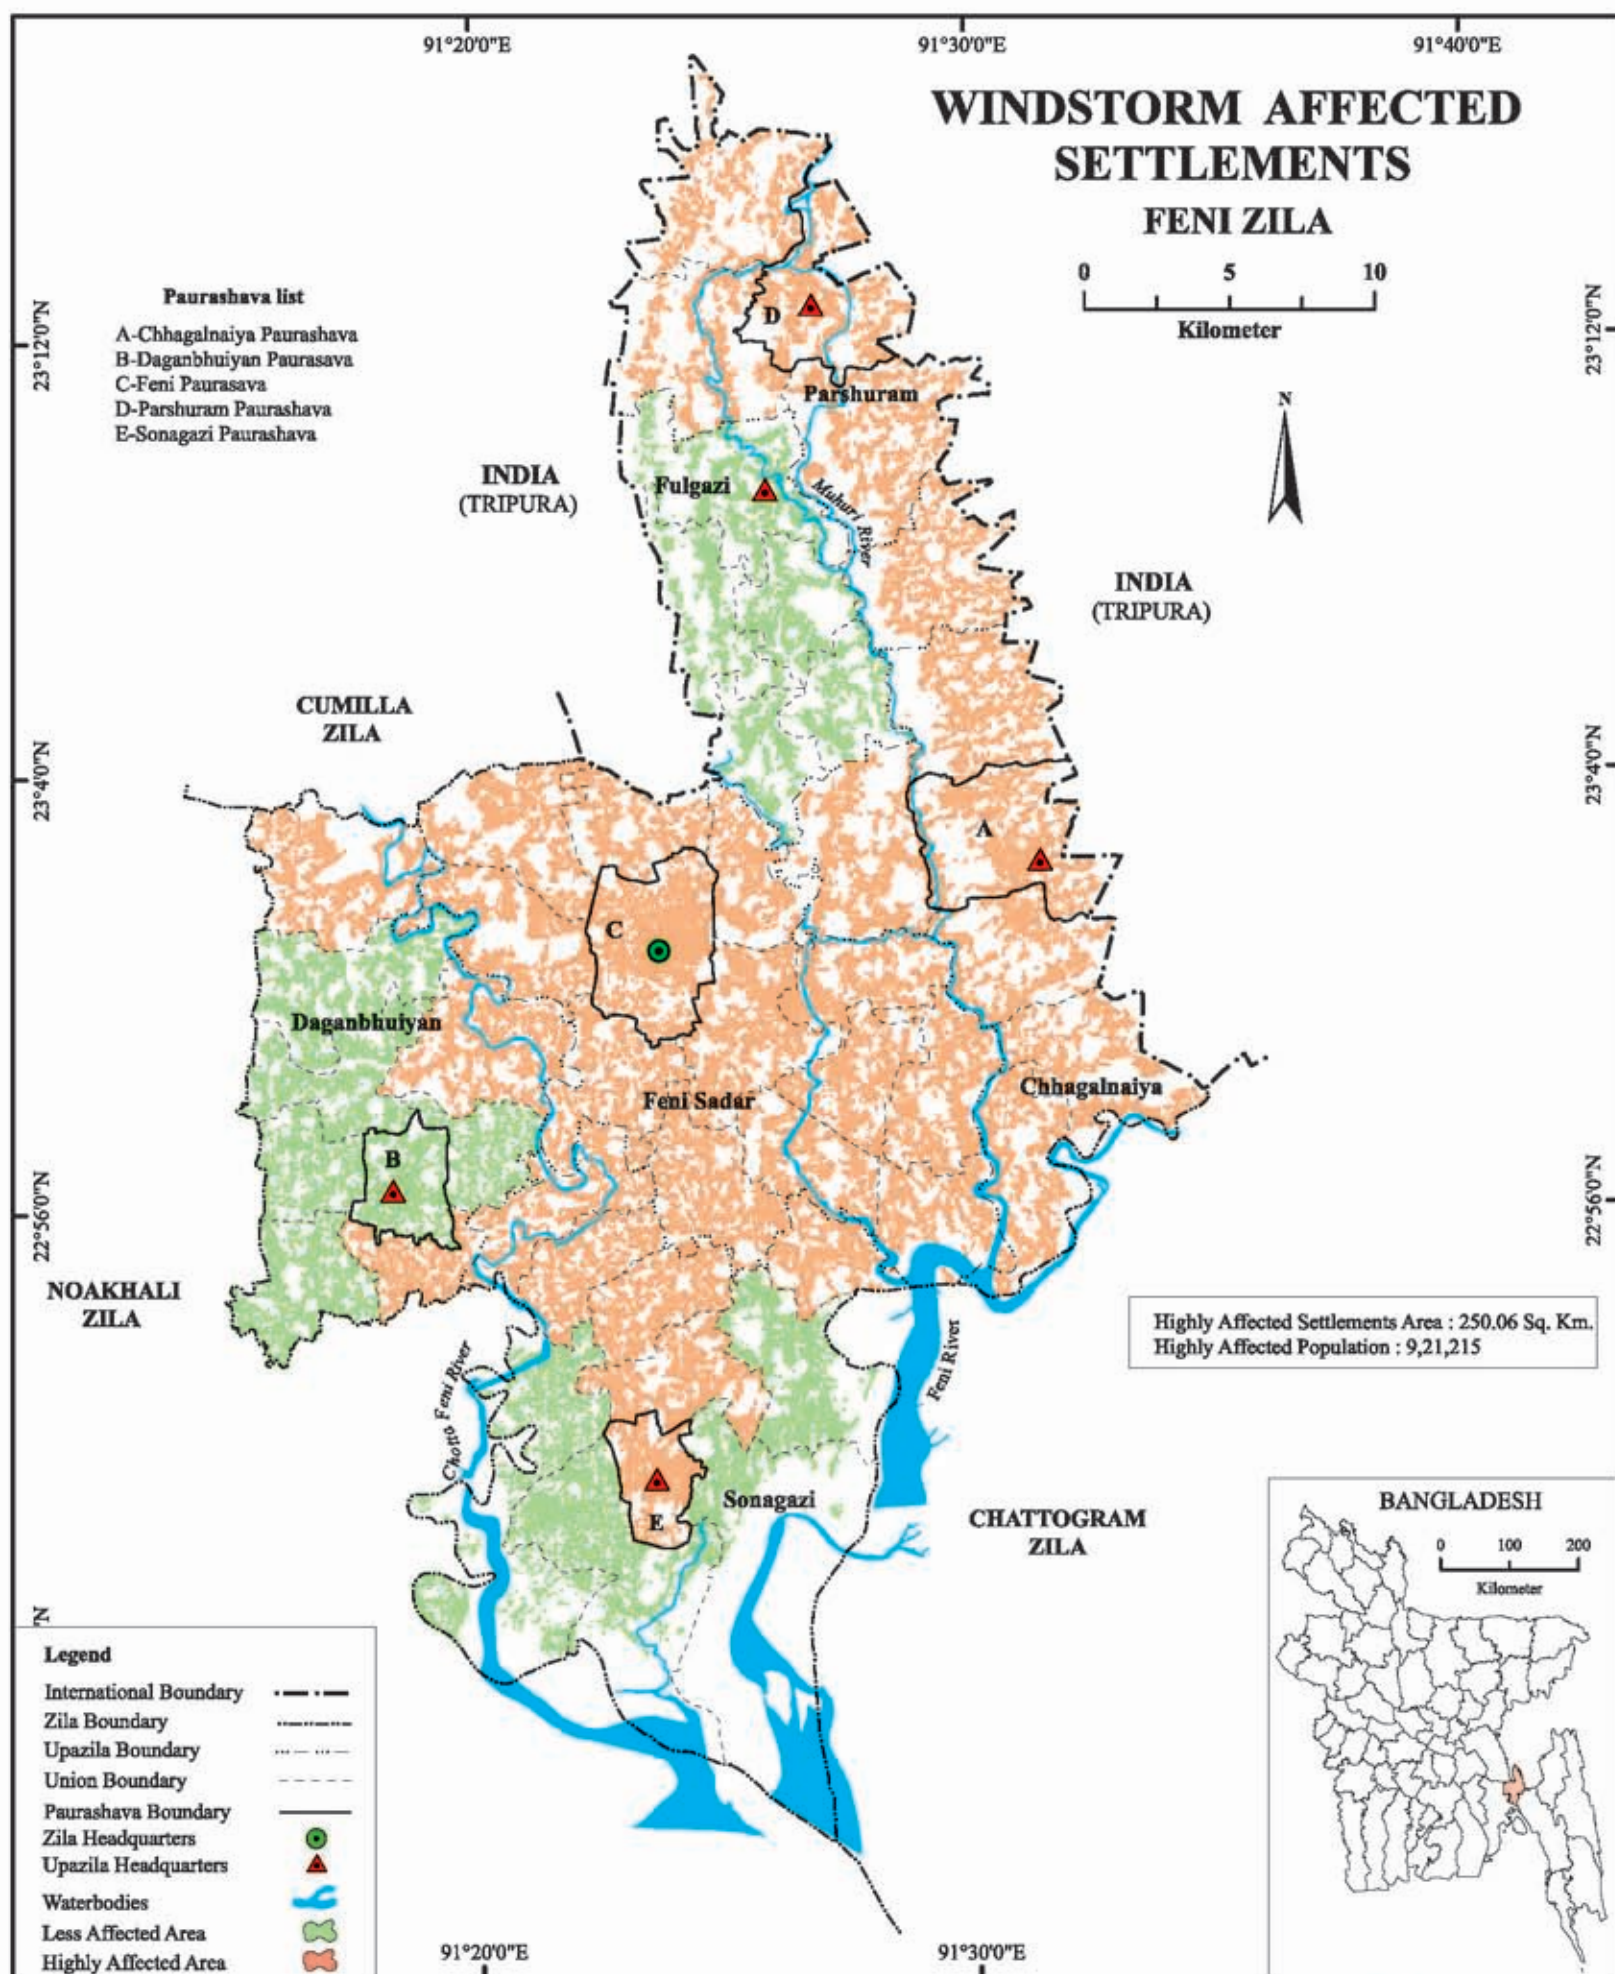 91°20'0"E
91°30'0"E
91°40'0"E
WINDSTORM AFFECTED
SETTLEMENTS
FENI ZILA
0 5 10
Kilometer
Paurashava list
A-Chhagalnaiya Paurashava
B-Daganbhuiyan Paurasava
C-Feni Paurasava
D-Parshuram Paurashava
E-Sonagazi Paurashava
23°12'0"N
23°12'0"N
N
D
Parshuram
INDIA
(TRIPURA)
Fulgazi
Muhuri River
INDIA
(TRIPURA)
CUMILLA
ZILA
23°4'0"N
23°4'0"N
A
C
Daganbhuiyan
Feni Sadar
Chhagalnaiya
B
22°56'0"N
22°56'0"N
NOAKHALI
ZILA
Highly Affected Settlements Area : 250.06 Sq. Km.
Highly Affected Population : 9,21,215
Chotto Feni River
Feni River
Sonagazi
E
CHATTOGRAM
ZILA
BANGLADESH
0 100 200
Kilometer
"N
Legend
International Boundary
Zila Boundary
Upazila Boundary
Union Boundary
Paurashava Boundary
Zila Headquarters
Upazila Headquarters
Waterbodies
Less Affected Area
Highly Affected Area
91°20'0"E
91°30'0"E